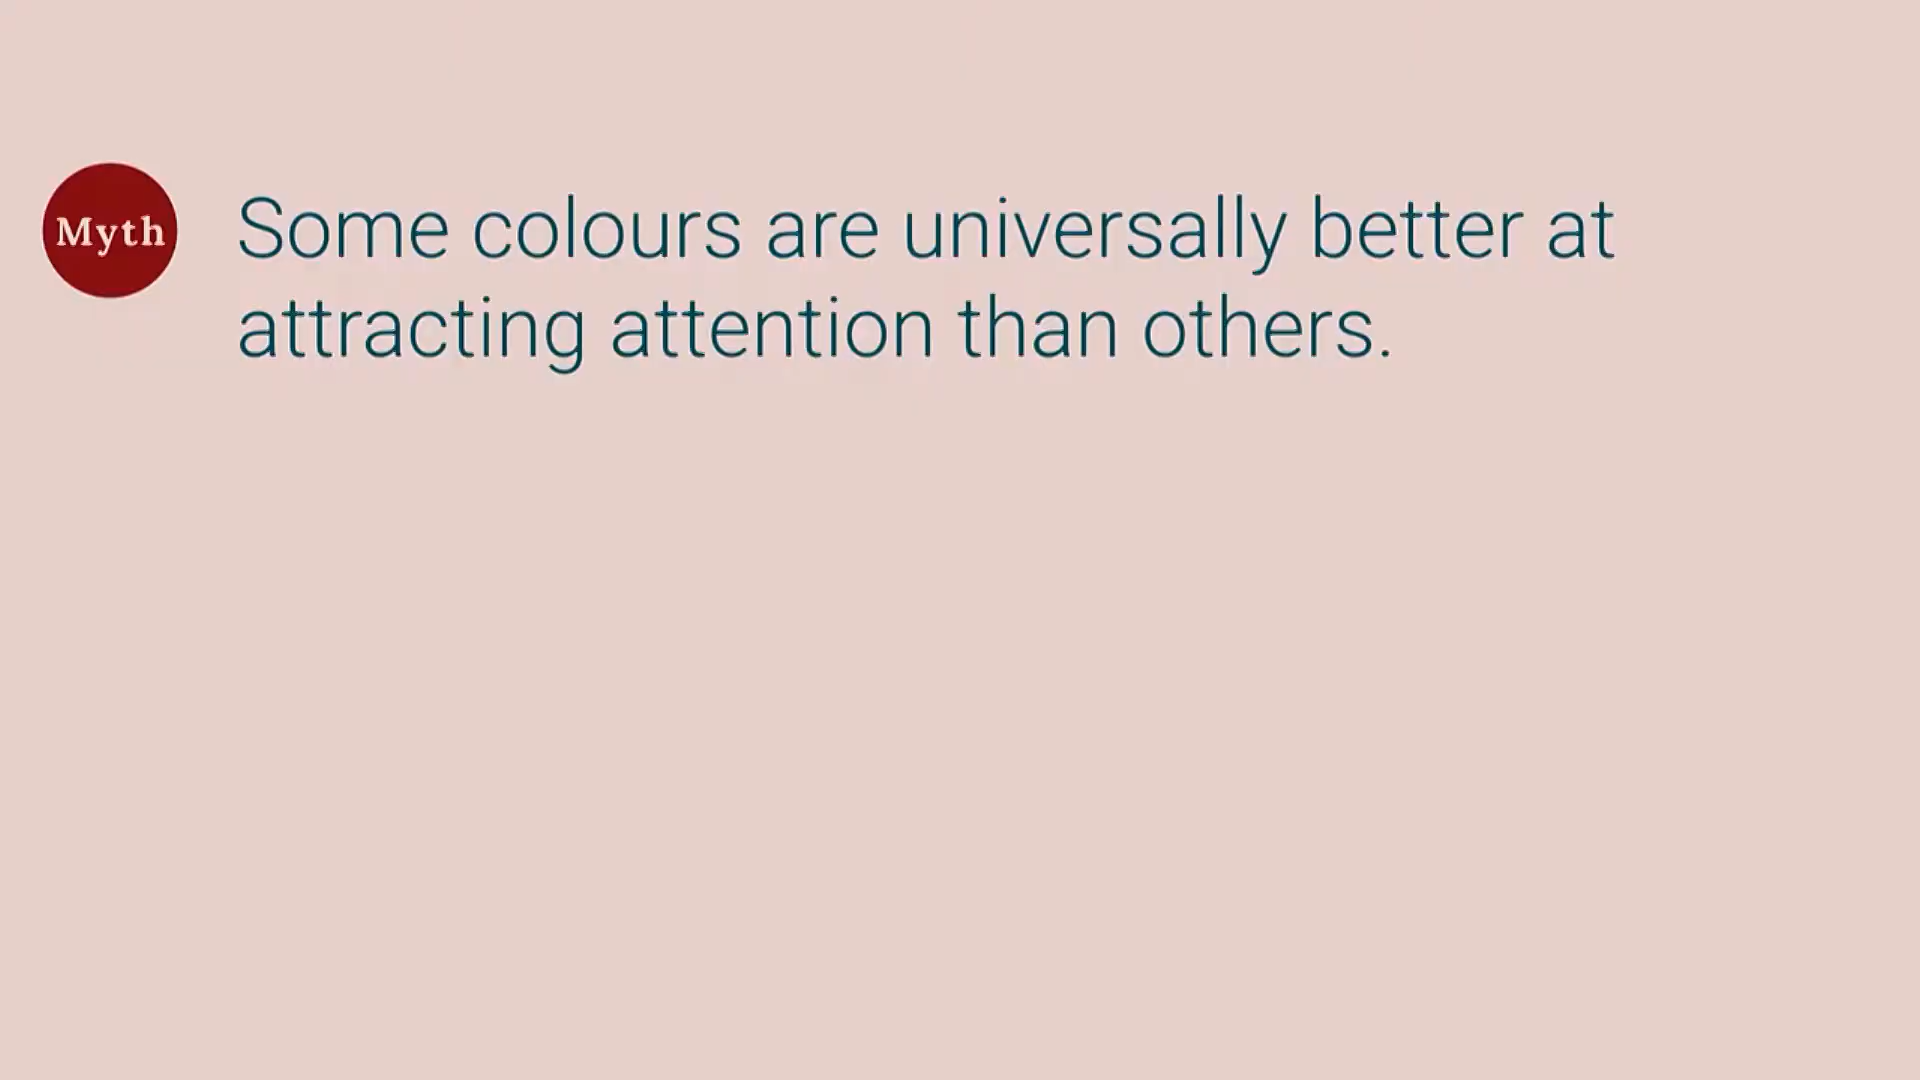 Myth
Some colours are universally better at
attracting attention than others.